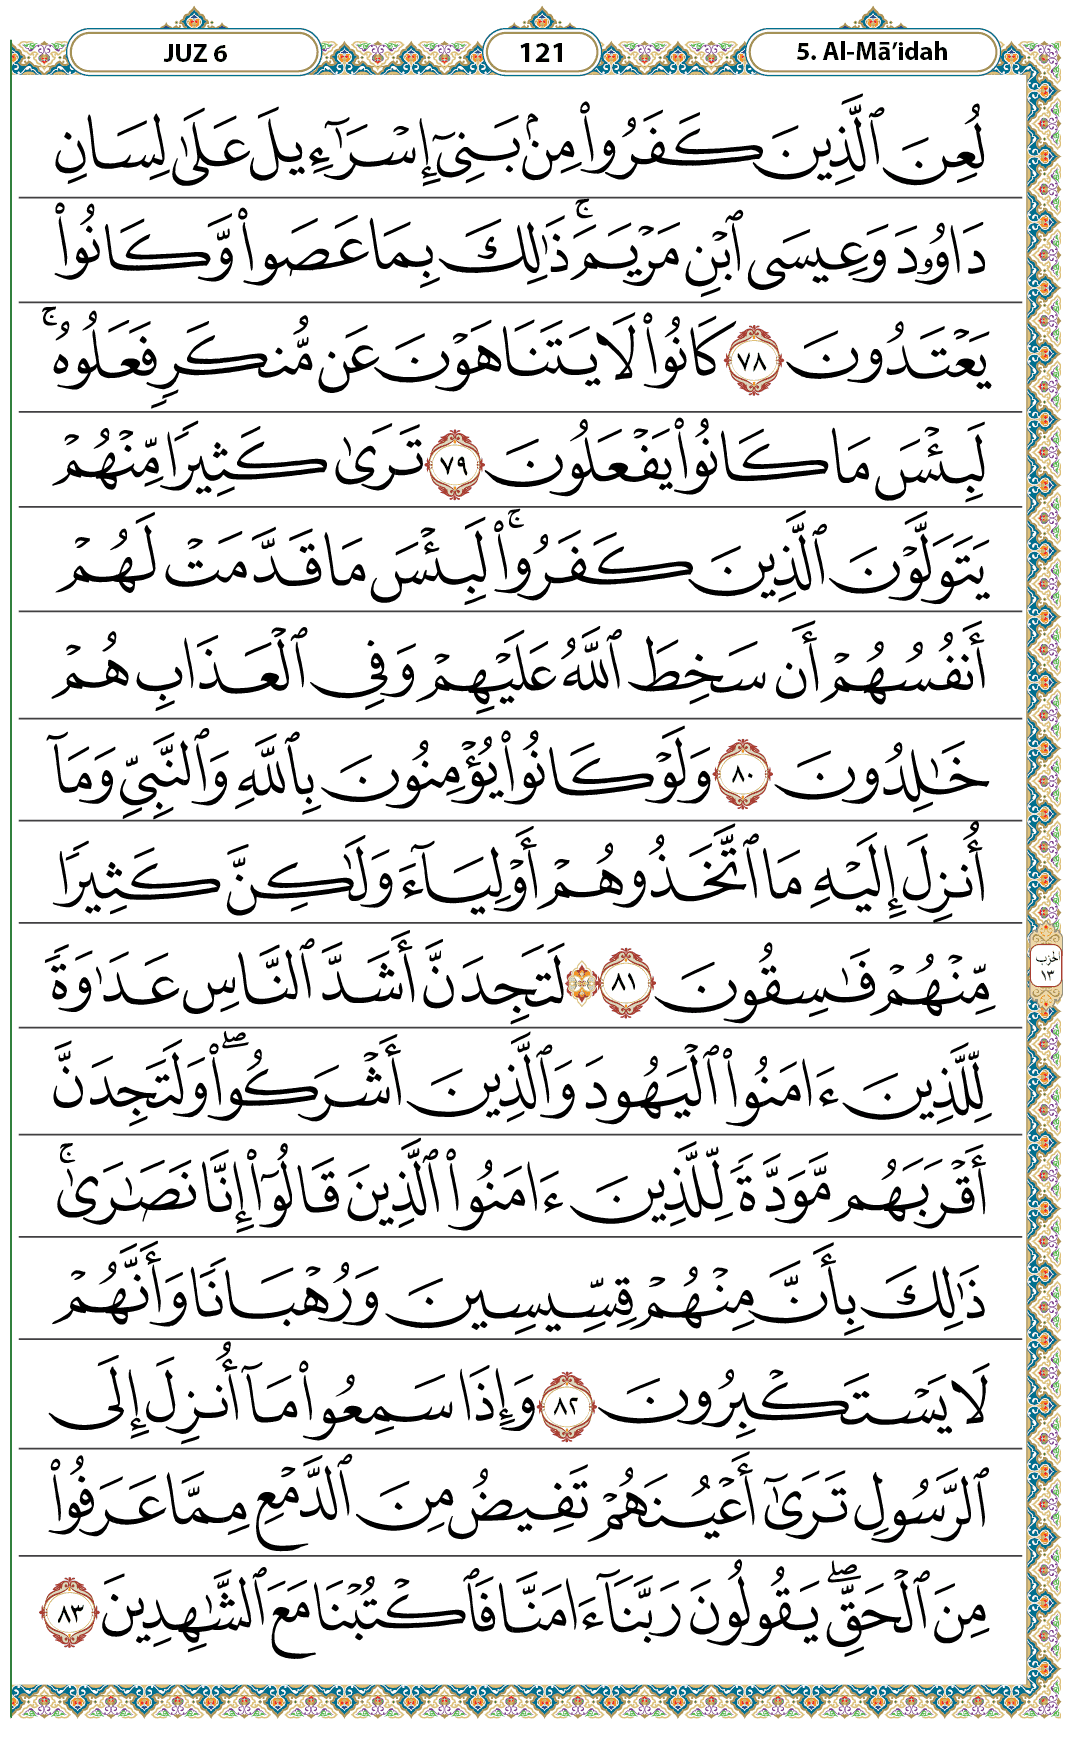 JUZ 6
121
5. Al-Mā’idah
لُعِنَ ٱلَّذِينَ كَفَرُوا۟ مِنۢ بَنِىٓ إِسْرَٰٓءِيلَ عَلَىٰ لِسَانِ
دَاوُۥدَ وَعِيسَى ٱبْنِ مَرْيَمَ ۚ ذَٰلِكَ بِمَا عَصَوا۟ وَّكَانُوا۟
يَعْتَدُونَ ٧٨ كَانُوا۟ لَا يَتَنَاهَوْنَ عَن مُّنكَرٍ فَعَلُوهُ ۚ
لَبِئْسَ مَا كَانُوا۟ يَفْعَلُونَ ٧٩ تَرَىٰ كَثِيرًا مِّنْهُمْ
يَتَوَلَّوْنَ ٱلَّذِينَ كَفَرُوا۟ ۚ لَبِئْسَ مَا قَدَّمَتْ لَهُمْ
أَنفُسُهُمْ أَن سَخِطَ ٱللَّهُ عَلَيْهِمْ وَفِى ٱلْعَذَابِ هُمْ
خَـٰلِدُونَ ٨٠ وَلَوْ كَانُوا۟ يُؤْمِنُونَ بِٱللَّهِ وَٱلنَّبِىِّ وَمَآ
أُنزِلَ إِلَيْهِ مَا ٱتَّخَذُوهُمْ أَوْلِيَآءَ وَلَـٰكِنَّ كَثِيرًا
مِّنْهُمْ فَـٰسِقُونَ ٨١ لَتَجِدَنَّ أَشَدَّ ٱلنَّاسِ عَدَٰوَةً
الحزب
١٣
لِّلَّذِينَ ءَامَنُوا۟ ٱلْيَهُودَ وَٱلَّذِينَ أَشْرَكُوا۟ ۖ وَلَتَجِدَنَّ
أَقْرَبَهُم مَّوَدَّةً لِّلَّذِينَ ءَامَنُوا۟ ٱلَّذِينَ قَالُوٓا۟ إِنَّا نَصَـٰرَىٰ ۚ
ذَٰلِكَ بِأَنَّ مِنْهُمْ قِسِّيسِينَ وَرُهْبَانًا وَأَنَّهُمْ
لَا يَسْتَكْبِرُونَ ٨٢ وَإِذَا سَمِعُوا۟ مَآ أُنزِلَ إِلَى
ٱلرَّسُولِ تَرَىٰٓ أَعْيُنَهُمْ تَفِيضُ مِنَ ٱلدَّمْعِ مِمَّا عَرَفُوا۟
مِنَ ٱلْحَقِّ ۖ يَقُولُونَ رَبَّنَآ ءَامَنَّا فَٱكْتُبْنَا مَعَ ٱلشَّـٰهِدِينَ ٨٣